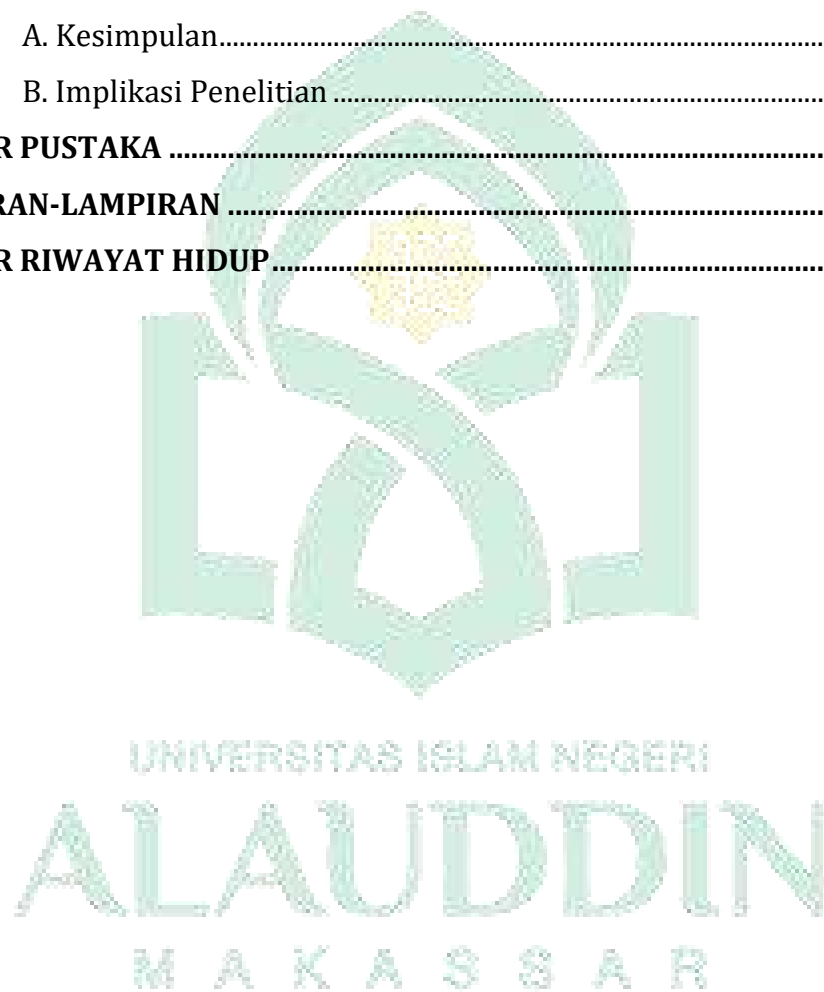 A. Kesimpulan........................................................................................
B. Implikasi Penelitian ........................................................................
R PUSTAKA .............................................................................................
RAN-LAMPIRAN .....................................................................................
R RIWAYAT HIDUP................................................................................
UNIVERSITAS ISLAM NEGERI
ALAUDDIN
MAKASSAR